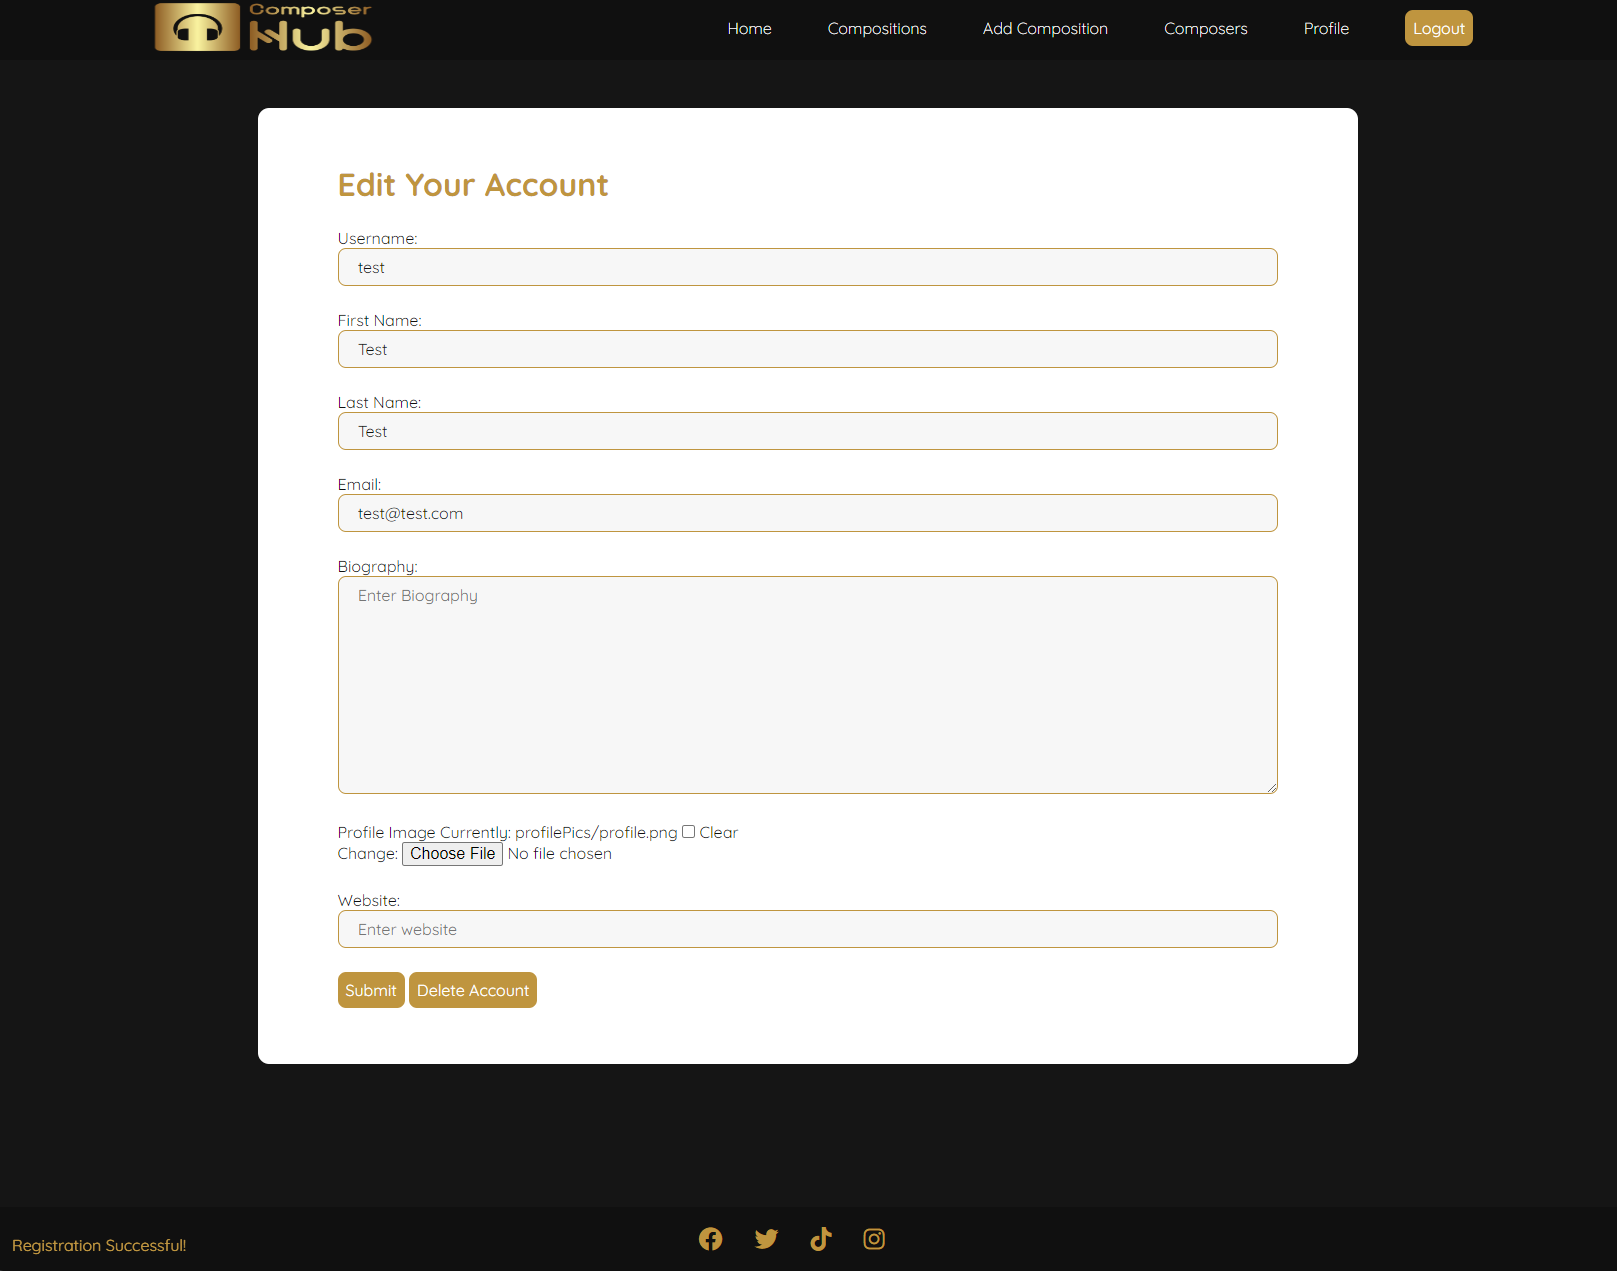 Composer
Hub
Home Compositions Add Composition Composers Profile Logout
Edit Your Account
Username:
test
First Name:
Test
Last Name:
Test
Email:
test@test.com
Biography:
Enter Biography
Profile Image Currently: profilePics/profile.png Clear
Change: Choose File No file chosen
Website:
Enter website
Submit Delete Account
Registration Successful!